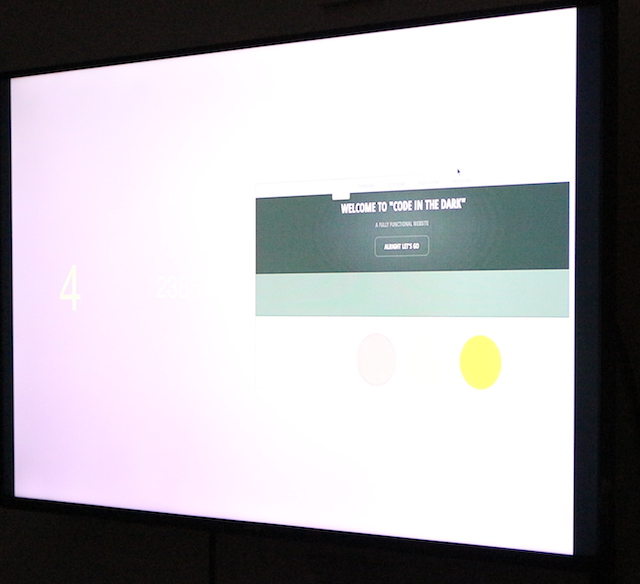 4
WELCOME TO "CODE IN THE DARK"
A FULLY FUNCTIONAL WEBSITE
ALRIGHT LET'S GO